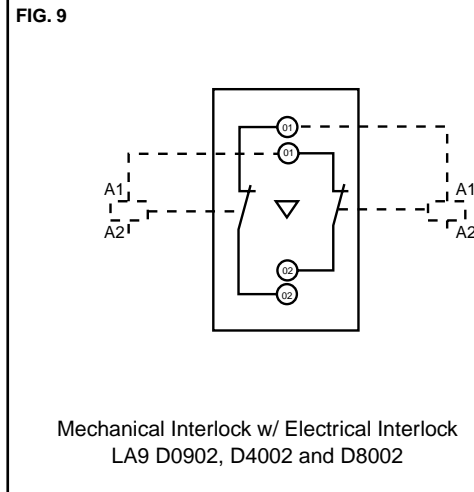 FIG. 9
01
01
A1
A2
A1
A2
02
02
Mechanical Interlock w/ Electrical Interlock
LA9 D0902, D4002 and D8002